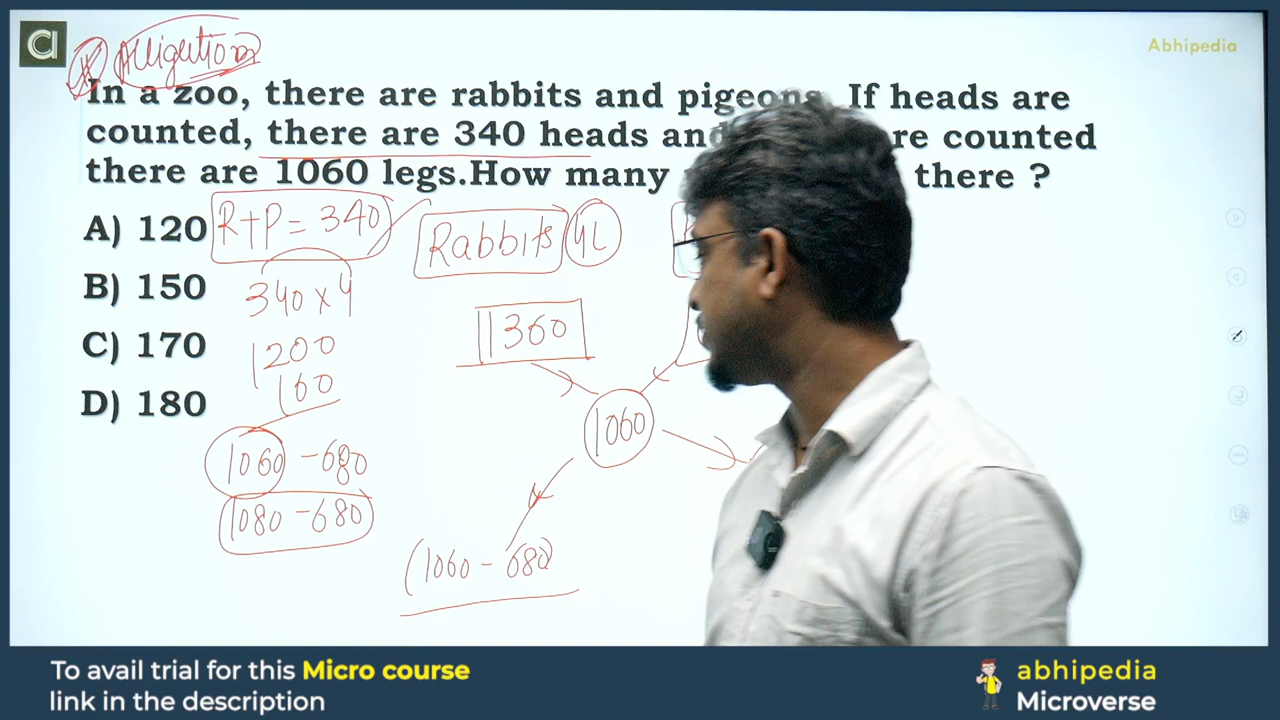 Alligation
Abhipedia
In a zoo, there are rabbits and pigeons. If heads are
counted, there are 340 heads and re counted
there are 1060 legs.How many there ?
A) 120
R+P = 340
Rabbits 4L
B) 150
340 x 4
1360
C) 170
1200
160
D) 180
1060
1060 - 680
1080 - 680
(1060 - 680)
To avail trial for this Micro course
link in the description
abhipedia
Microverse